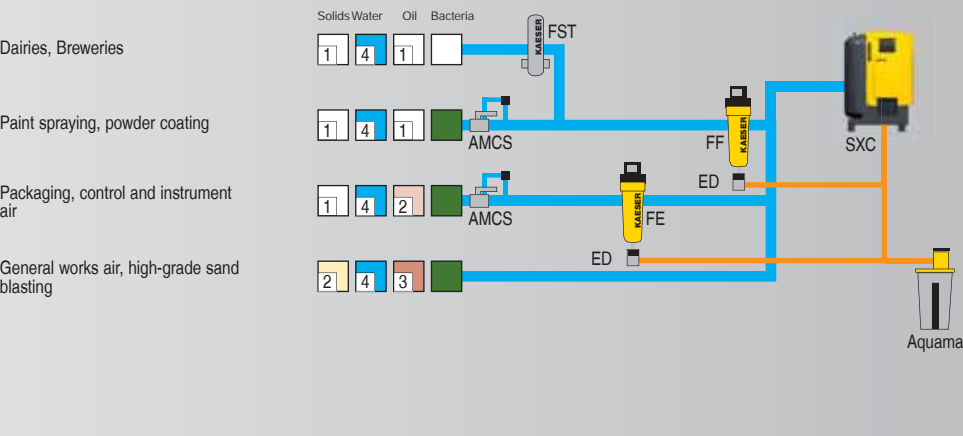 Solids Water Oil Bacteria
Dairies, Breweries
1 4 1
KAESER
FST
Paint spraying, powder coating
1 4 1
AMCS
FF
KAESER
SXC
ED
Packaging, control and instrument
air
1 4 2
AMCS
KAESER
FE
ED
General works air, high-grade sand
blasting
2 4 3
Aquama